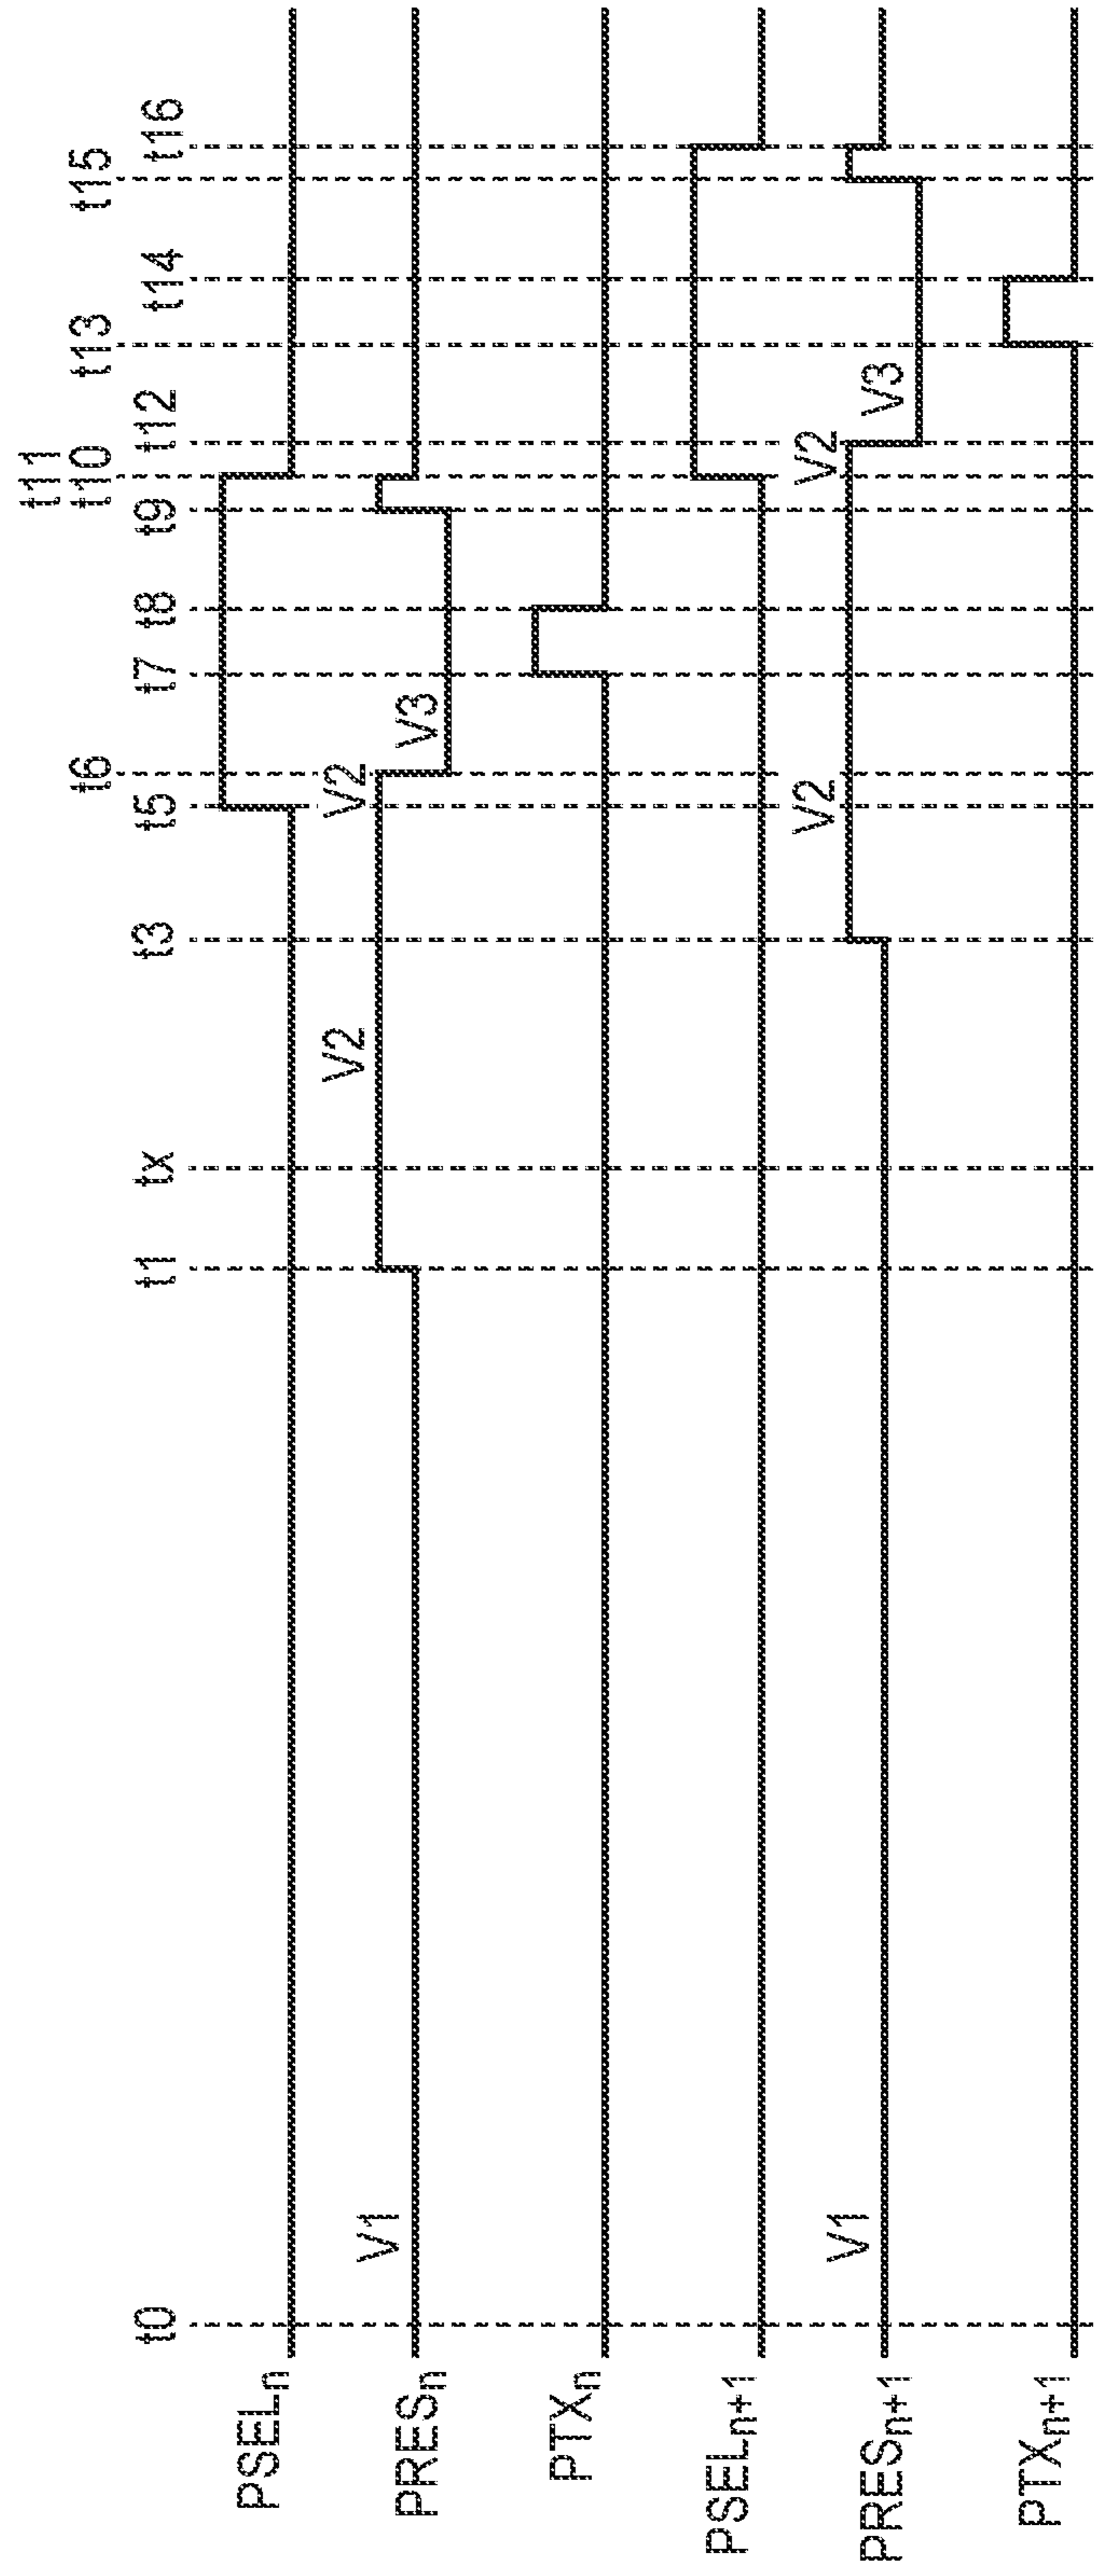 t11
t6 t10 t13 t15
t0 t1 tx t3 t5 t7 t8 t9 t12 t14 t16
PSELn
V2 V2
PRESn V1 V3
PTXn
PSELn+1
V2 V2
PRESn+1 V1 V3
PTXn+1